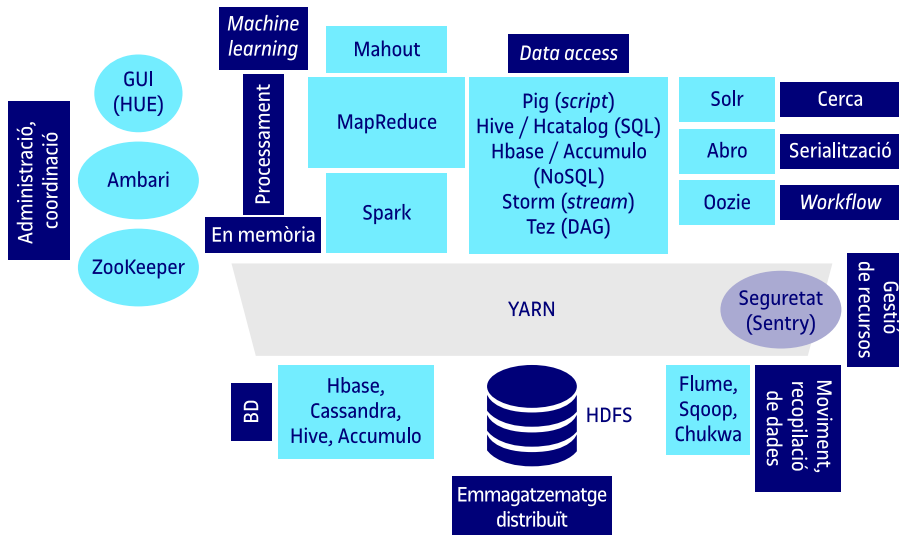 Machine
learning
Mahout
Data access
GUI
(HUE)
Administració,
coordinació
Ambari
ZooKeeper
Processament
En memòria
MapReduce
Spark
Pig (script)
Hive / Hcatalog (SQL)
Hbase / Accumulo
(NoSQL)
Storm (stream)
Tez (DAG)
Solr
Cerca
Abro
Serialització
Oozie
Workflow
YARN
Seguretat
(Sentry)
Gestió
de recursos
BD
Hbase,
Cassandra,
Hive, Accumulo
HDFS
Flume,
Sqoop,
Chukwa
Moviment,
recopilació
de dades
Emmagatzematge
distribuït